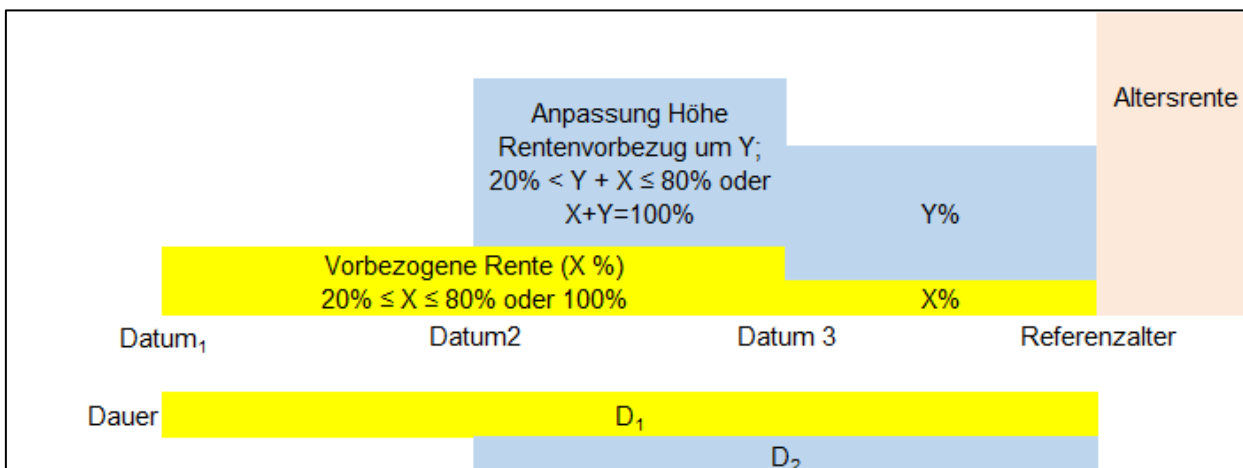 Altersrente
Anpassung Höhe
Rentenvorbezug um Y;
20% < Y + X ≤ 80% oder
X+Y=100%
Y%
Vorbezogene Rente (X %)
20% ≤ X ≤ 80% oder 100%
X%
Datum₁
Datum2
Datum 3
Referenzalter
Dauer
D₁
D₂